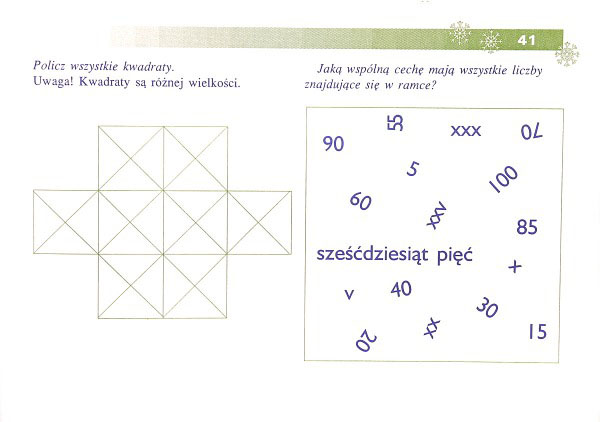 41
Policz wszystkie kwadraty.
Uwaga! Kwadraty są różnej wielkości.
Jaką wspólną cechę mają wszystkie liczby
znajdujące się w ramce?
90
55
xxx
70
5
100
60
xxv
85
sześćdziesiąt pięć
x
v
40
30
20
xx
15